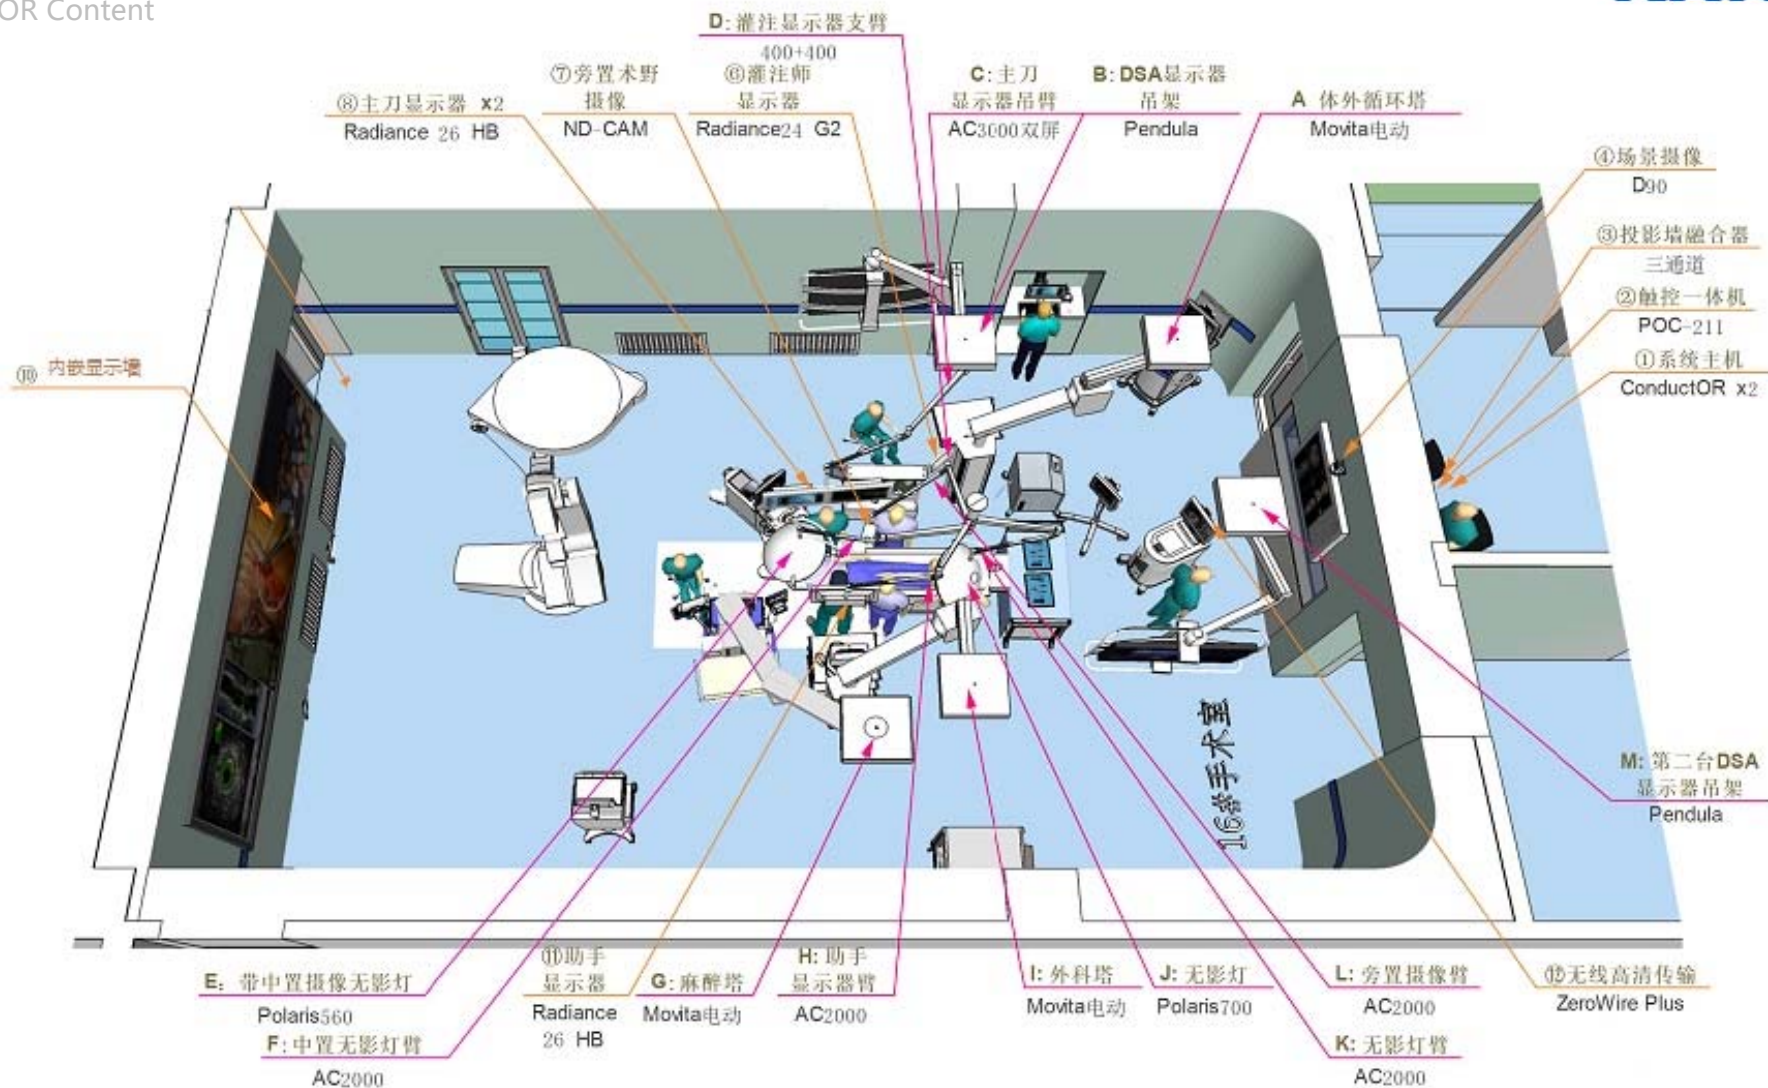 OR Content
D: 灌注显示器支臂
400+400
⑦旁置术野
摄像
ND-CAM
⑥灌注师
显示器
Radiance24 G2
C: 主刀
显示器吊臂
AC3000双屏
B: DSA显示器
吊架
Pendula
A 体外循环塔
Movita电动
⑧主刀显示器 x2
Radiance 26 HB
④场景摄像
D90
③投影墙融合器
三通道
②触控一体机
POC-211
①系统主机
ConductOR x2
⑩ 内嵌显示墙
16#手术室
M: 第二台DSA
显示器吊架
Pendula
E: 带中置摄像无影灯
Polaris560
F: 中置无影灯臂
AC2000
⑪助手
显示器
Radiance
26 HB
G: 麻醉塔
Movita电动
H: 助手
显示器臂
AC2000
I: 外科塔
Movita电动
J: 无影灯
Polaris700
L: 旁置摄像臂
AC2000
K: 无影灯臂
AC2000
⑫无线高清传输
ZeroWire Plus